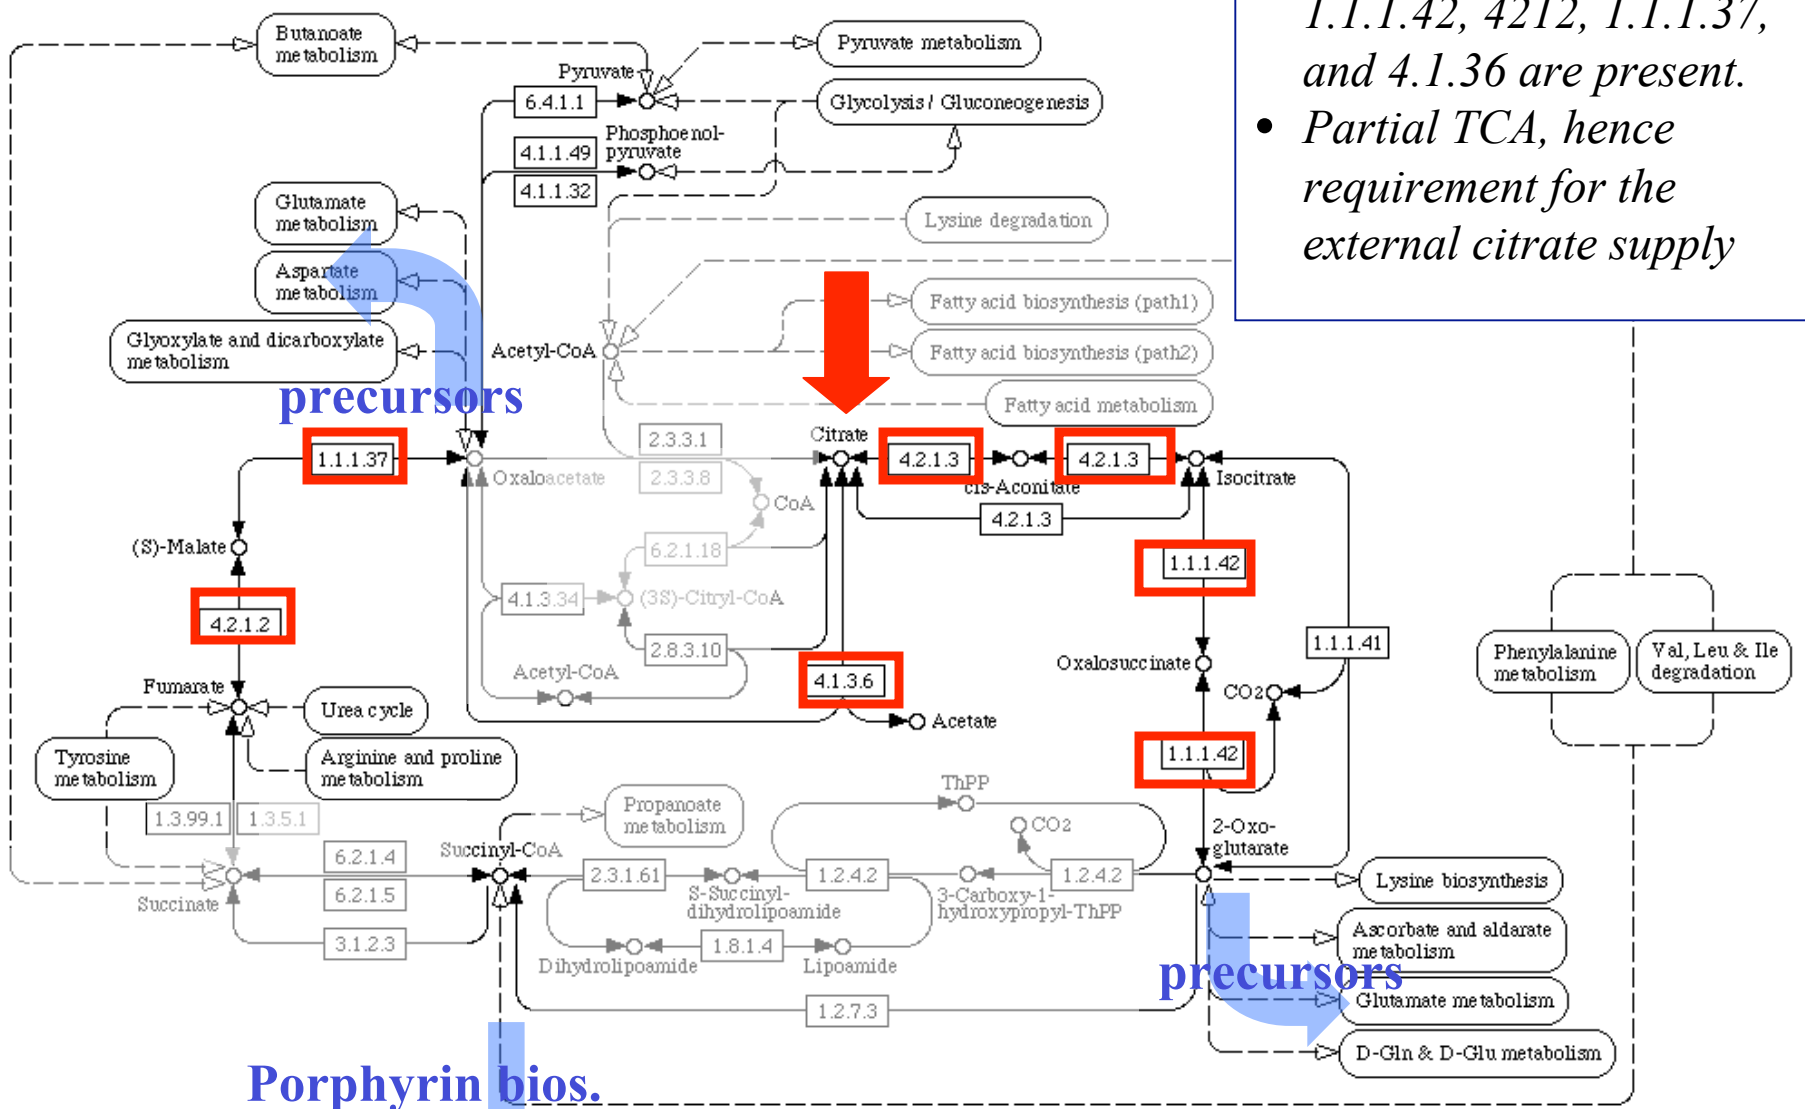 1.1.1.42, 4212, 1.1.1.37,
and 4.1.36 are present.
• Partial TCA, hence
requirement for the
external citrate supply
Butanoate
metabolism
Pyruvate metabolism
Pyruvate
6.4.1.1
Glycolysis / Gluconeogenesis
Phosphoenol-
pyruvate
4.1.1.49
4.1.1.32
Glutamate
metabolism
Lysine degradation
Aspartate
metabolism
Fatty acid biosynthesis (path1)
Glyoxylate and dicarboxylate
metabolism
Acetyl-CoA
Fatty acid biosynthesis (path2)
precursors
Fatty acid metabolism
1.1.1.37
Oxaloacetate
2.3.3.1
2.3.3.8
Citrate
4.2.1.3
cis-Aconitate
4.2.1.3
Isocitrate
CoA
4.2.1.3
(S)-Malate
6.2.1.18
1.1.1.42
4.2.1.2
4.1.3.34
(3S)-Citryl-CoA
2.8.3.10
1.1.1.41
Phenylalanine
metabolism
Val, Leu & Ile
degradation
Oxalosuccinate
Acetyl-CoA
4.1.3.6
CO2
Fumarate
Urea cycle
Acetate
Tyrosine
metabolism
Arginine and proline
metabolism
1.1.1.42
1.3.99.1
1.3.5.1
Propanoate
metabolism
ThPP
CO2
2-Oxo-
glutarate
6.2.1.4
6.2.1.5
Succinyl-CoA
2.3.1.61
S-Succinyl-
dihydrolipoamide
1.2.4.2
3-Carboxy-1-
hydroxypropyl-ThPP
1.2.4.2
Lysine biosynthesis
Succinate
3.1.2.3
Dihydrolipoamide
1.8.1.4
Lipoamide
Ascorbate and aldarate
metabolism
precursors
Glutamate metabolism
1.2.7.3
D-Gln & D-Glu metabolism
Porphyrin bios.